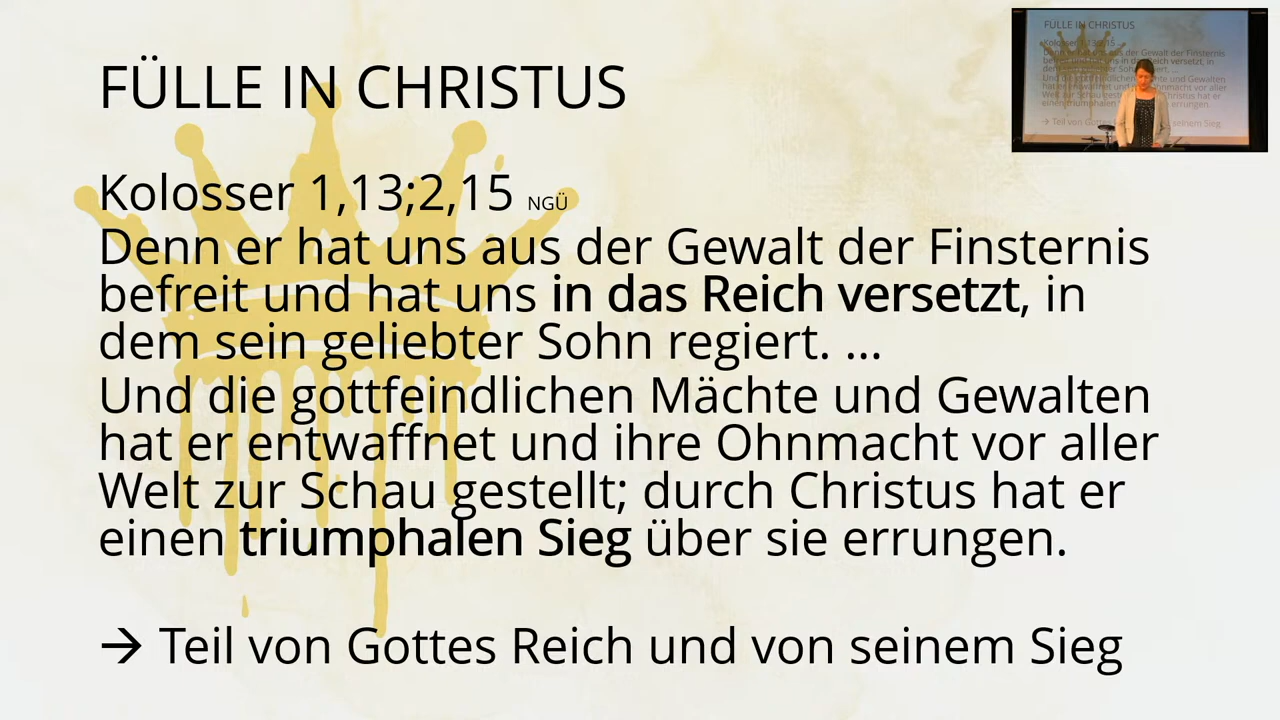 FÜLLE IN CHRISTUS
Kolosser 1,13;2,15 NGÜ
Denn er hat uns aus der Gewalt der Finsternis
befreit und hat uns in das Reich versetzt, in
dem sein geliebter Sohn regiert. ...
Und die gottfeindlichen Mächte und Gewalten
hat er entwaffnet und ihre Ohnmacht vor aller
Welt zur Schau gestellt; durch Christus hat er
einen triumphalen Sieg über sie errungen.
→ Teil von Gottes Reich und von seinem Sieg
FÜLLE IN CHRISTUS